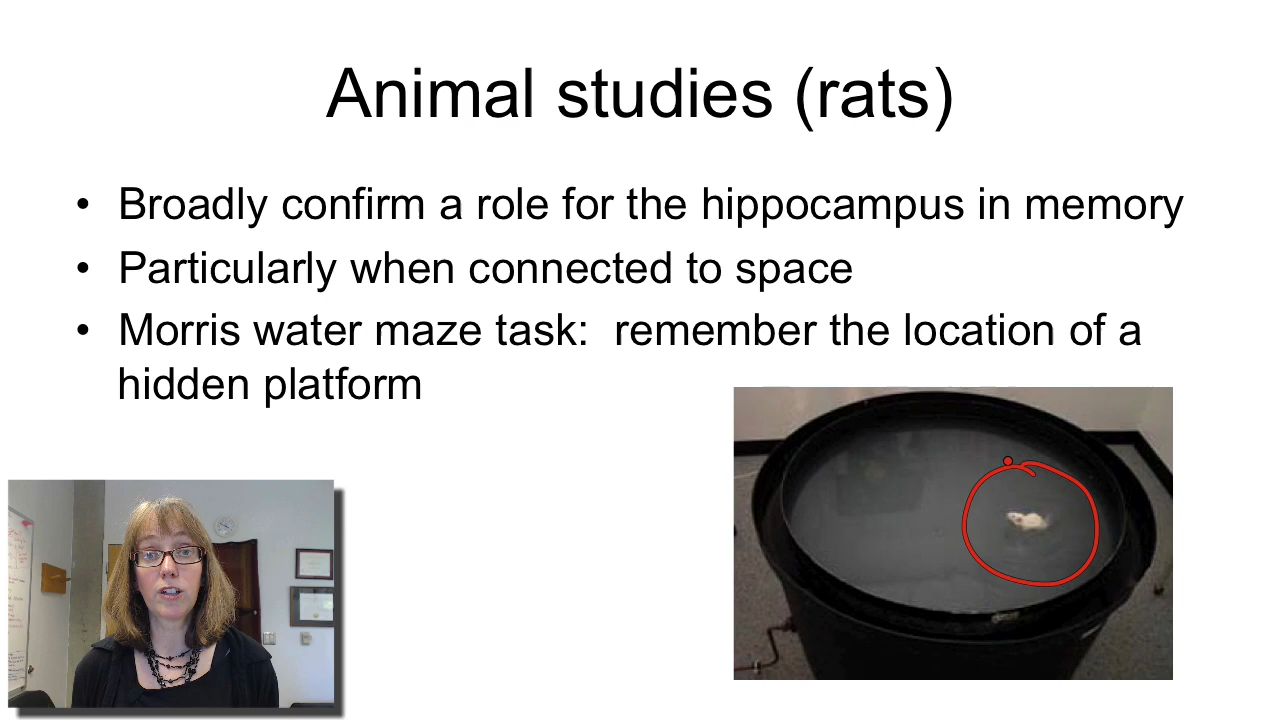 Animal studies (rats)
• Broadly confirm a role for the hippocampus in memory
• Particularly when connected to space
• Morris water maze task: remember the location of a
hidden platform